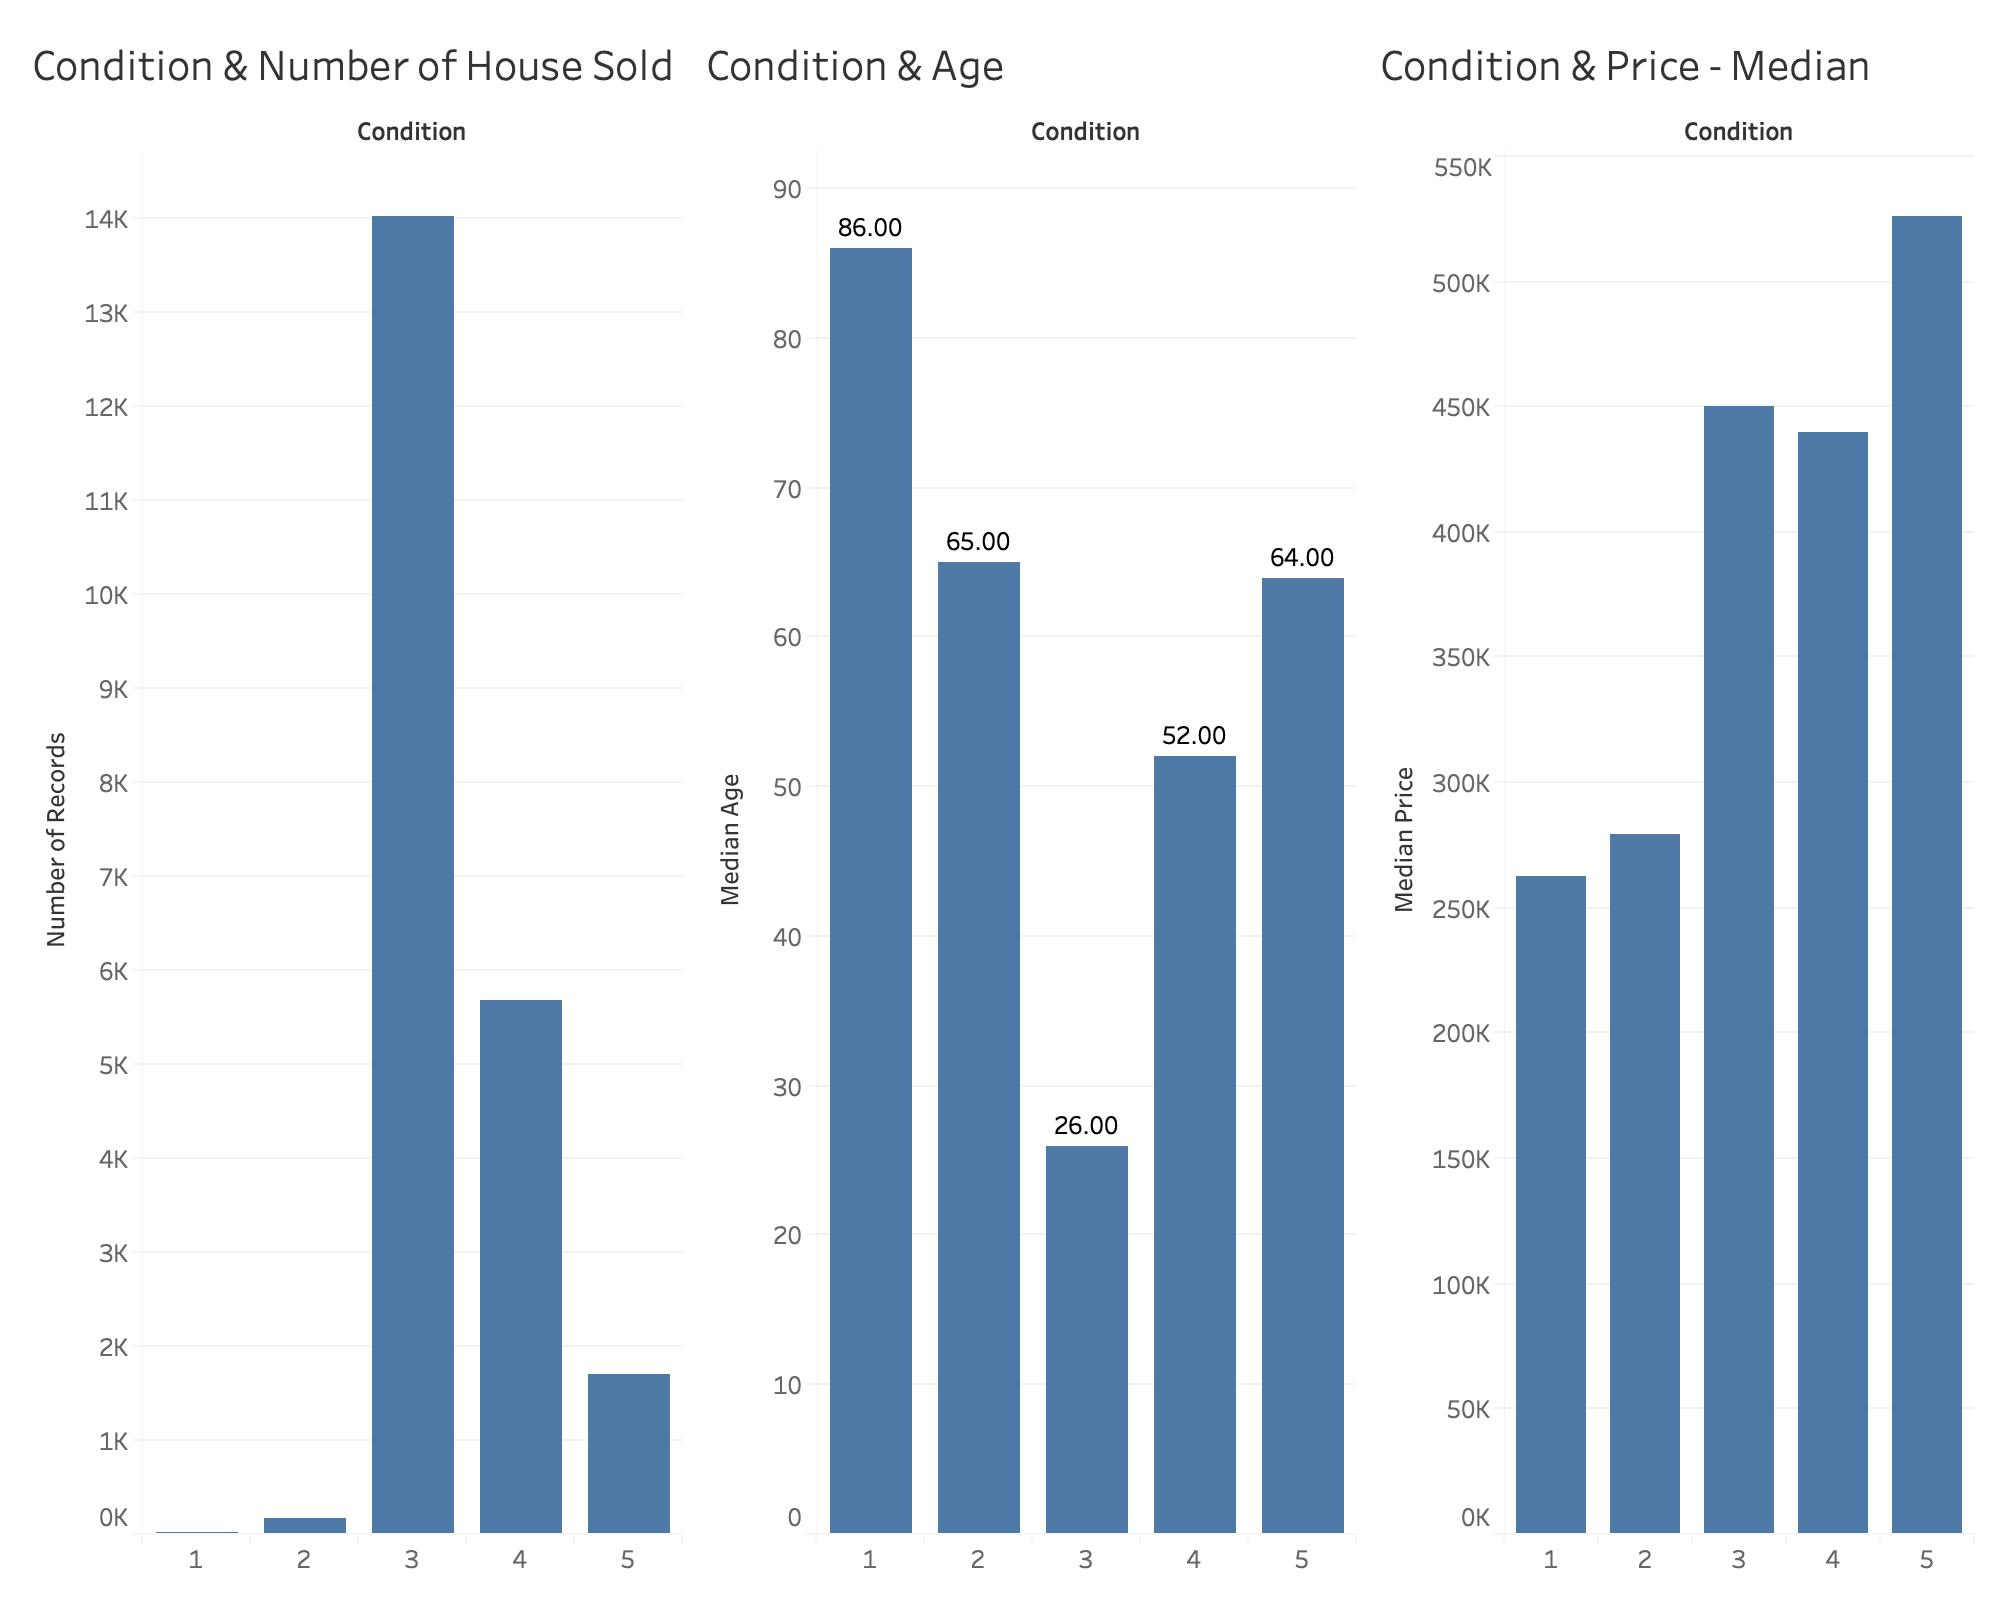 Condition & Number of House Sold
Condition
Number of Records
14K
13K
12K
11K
10K
9K
8K
7K
6K
5K
4K
3K
2K
1K
0K
1 2 3 4 5
Condition & Age
Condition
Median Age
90
80
70
60
50
40
30
20
10
0
86.00
65.00
26.00
52.00
64.00
1 2 3 4 5
Condition & Price - Median
Condition
Median Price
550K
500K
450K
400K
350K
300K
250K
200K
150K
100K
50K
0K
1 2 3 4 5